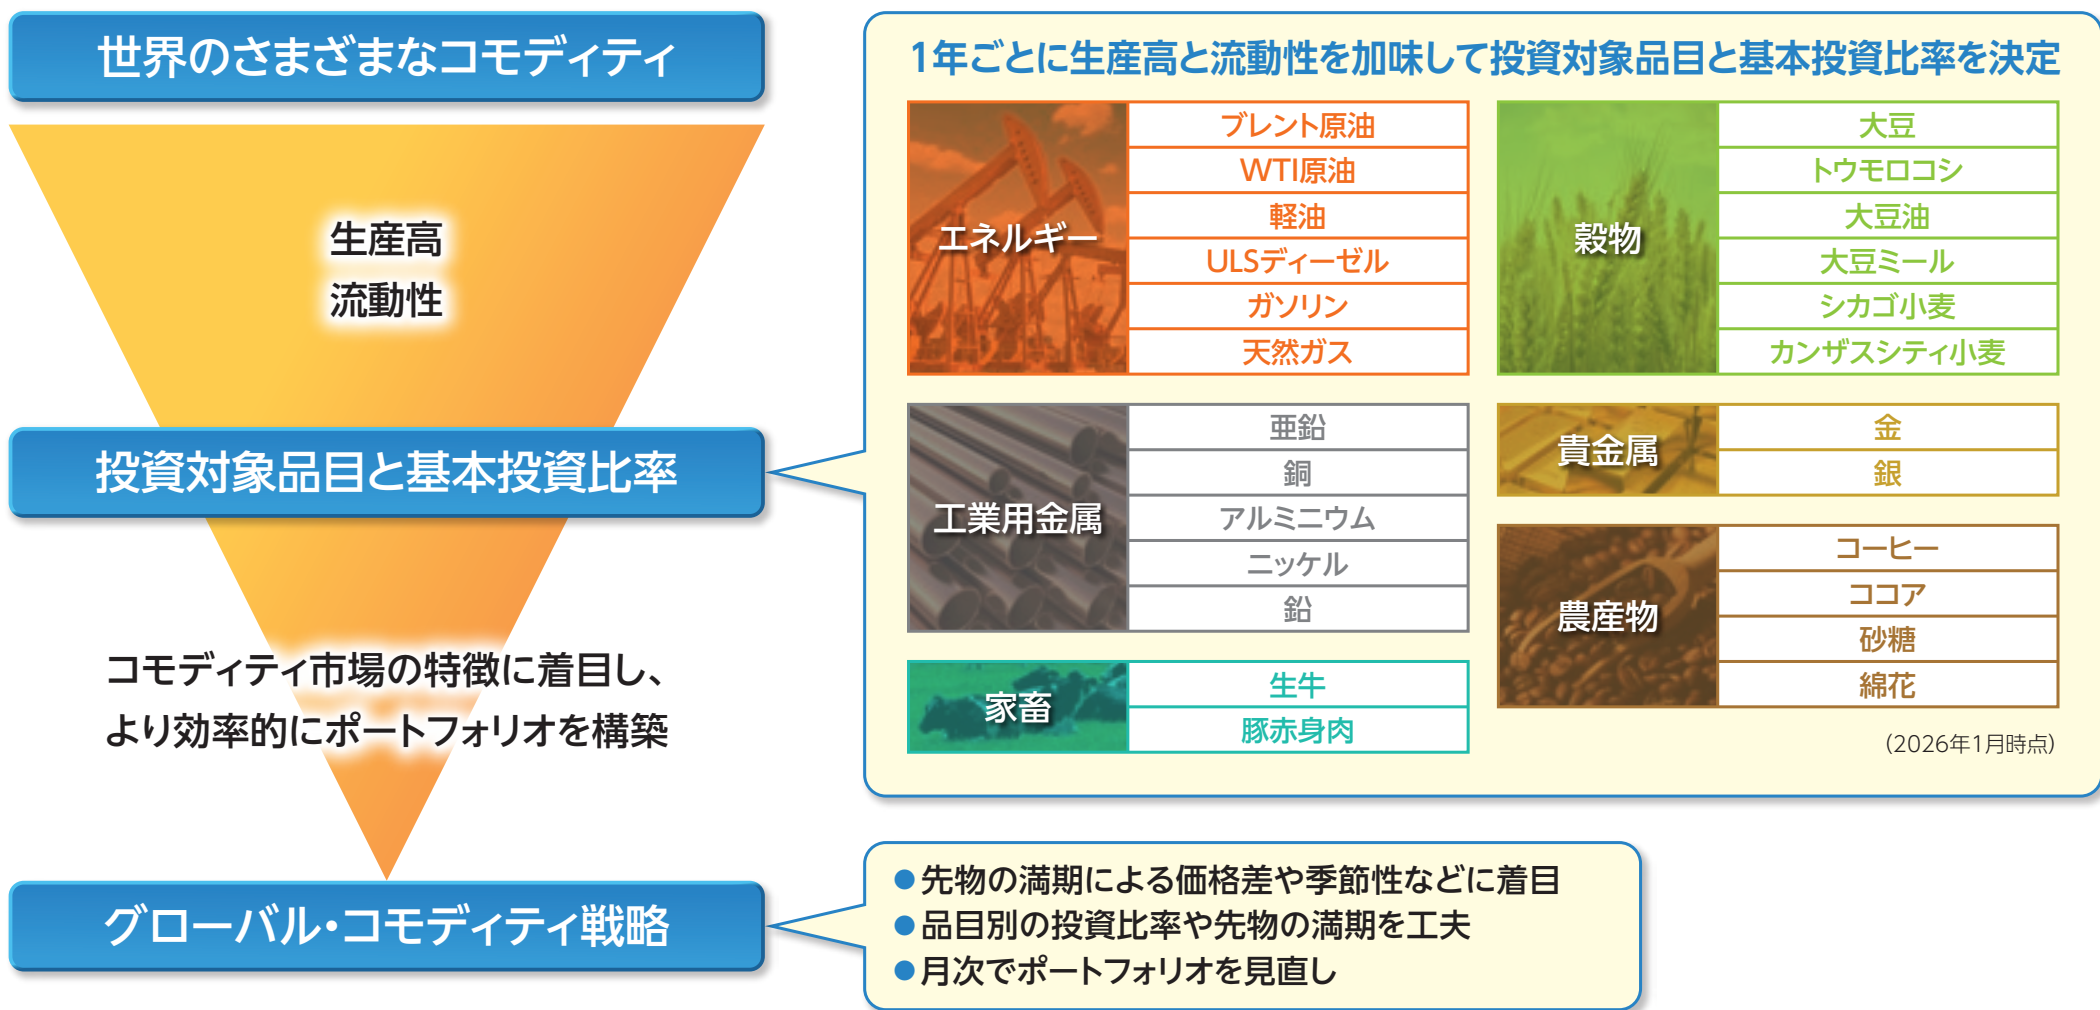 世界のさまざまなコモディティ
生産高
流動性
投資対象品目と基本投資比率
コモディティ市場の特徴に着目し、
より効率的にポートフォリオを構築
グローバル・コモディティ戦略
1年ごとに生産高と流動性を加味して投資対象品目と基本投資比率を決定
エネルギー
ブレント原油
WTI原油
軽油
ULSディーゼル
ガソリン
天然ガス
工業用金属
亜鉛
銅
アルミニウム
ニッケル
鉛
家畜
生牛
豚赤身肉
穀物
大豆
トウモロコシ
大豆油
大豆ミール
シカゴ小麦
カンザスシティ小麦
貴金属
金
銀
農産物
コーヒー
ココア
砂糖
綿花
(2026年1月時点)
●先物の満期による価格差や季節性などに着目
●品目別の投資比率や先物の満期を工夫
●月次でポートフォリオを見直し